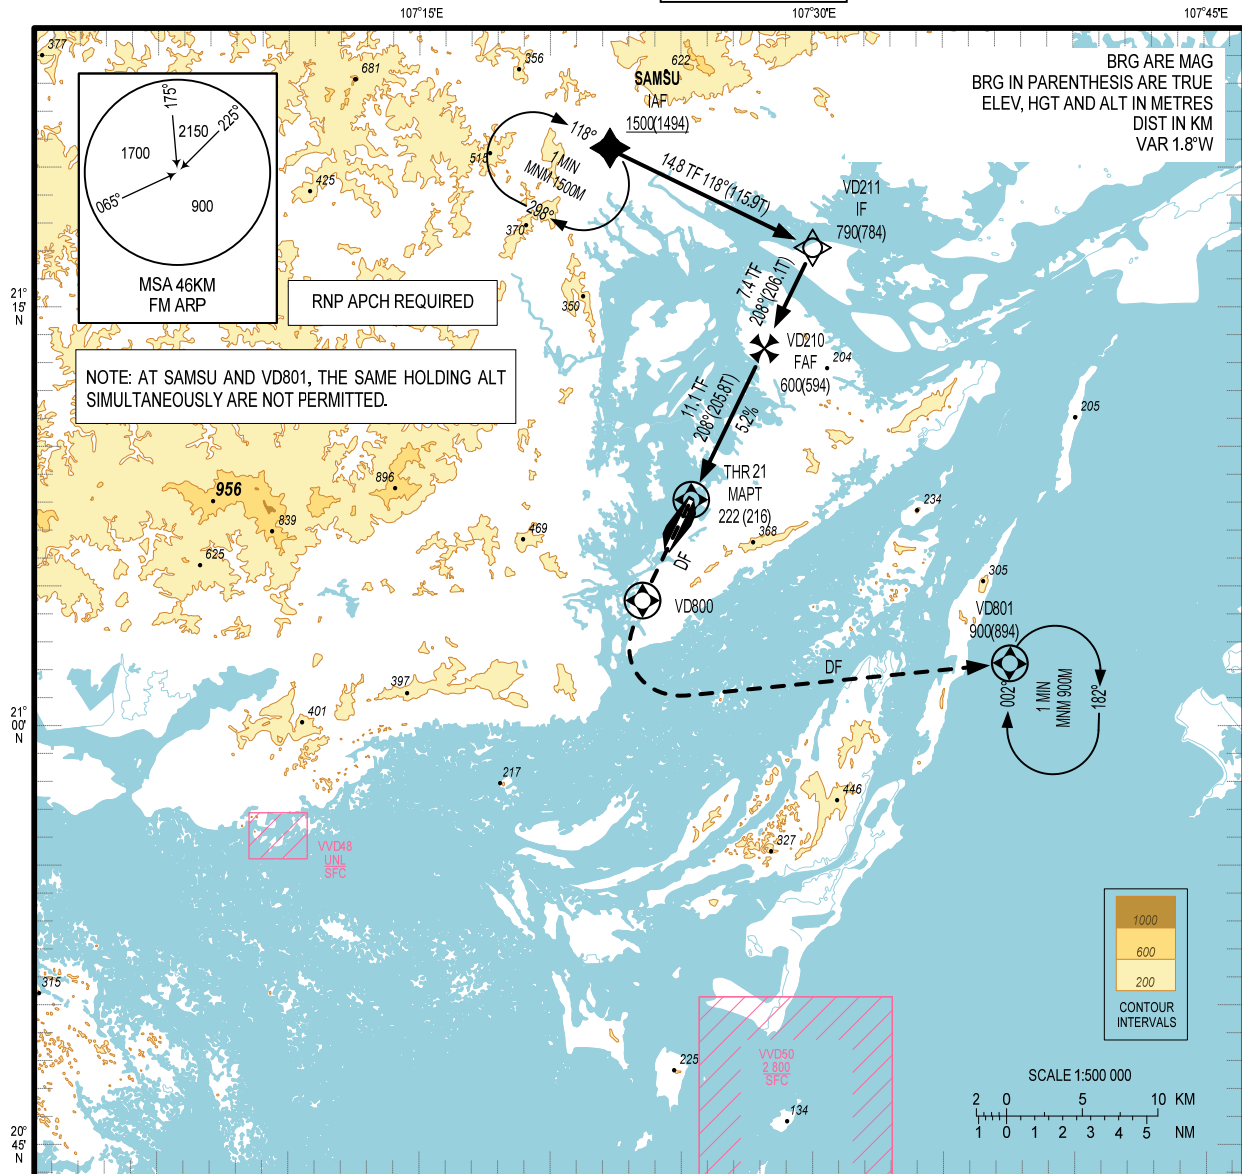 107°15'E
107°30'E
107°45'E
377
681
356
622
SAMSU
IAF
1500(1494)
BRG ARE MAG
BRG IN PARENTHESIS ARE TRUE
ELEV, HGT AND ALT IN METRES
DIST IN KM
VAR 1.8°W
175°
225°
2150
1700
065°
900
MSA 46KM
FM ARP
118°
1 MIN
MNM 1500M
298°
515
425
370
350
14.8 TF 118°(115.9T)
VD211
IF
790(784)
7.4 TF
208°(206.1T)
21°
15'
N
RNP APCH REQUIRED
NOTE: AT SAMSU AND VD801, THE SAME HOLDING ALT
SIMULTANEOUSLY ARE NOT PERMITTED.
VD210
FAF
600(594)
204
205
11.1 TF
208°(205.8T)
5.2%
THR 21
MAPT
222 (216)
956
896
839
625
469
368
234
305
DF
VD800
VD801
900(894)
DF
002°
1 MIN
MNM 900M
182°
397
401
21°
00'
N
217
446
327
VVD48
UNL
SFC
315
1000
600
200
CONTOUR
INTERVALS
VVD50
2 800
SFC
225
134
SCALE 1:500 000
2 0 5 10 KM
1 0 1 2 3 4 5 NM
20°
45'
N